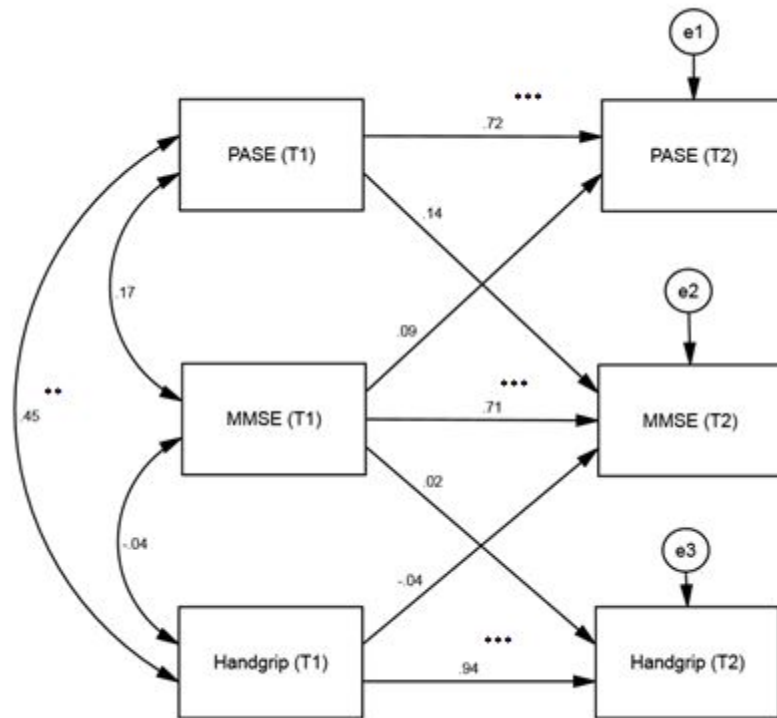 e1
***
PASE (T1)
.72
PASE (T2)
.14
.17
e2
.09
**
***
.45
MMSE (T1)
.71
MMSE (T2)
.02
-.04
e3
-.04
***
Handgrip (T1)
.94
Handgrip (T2)